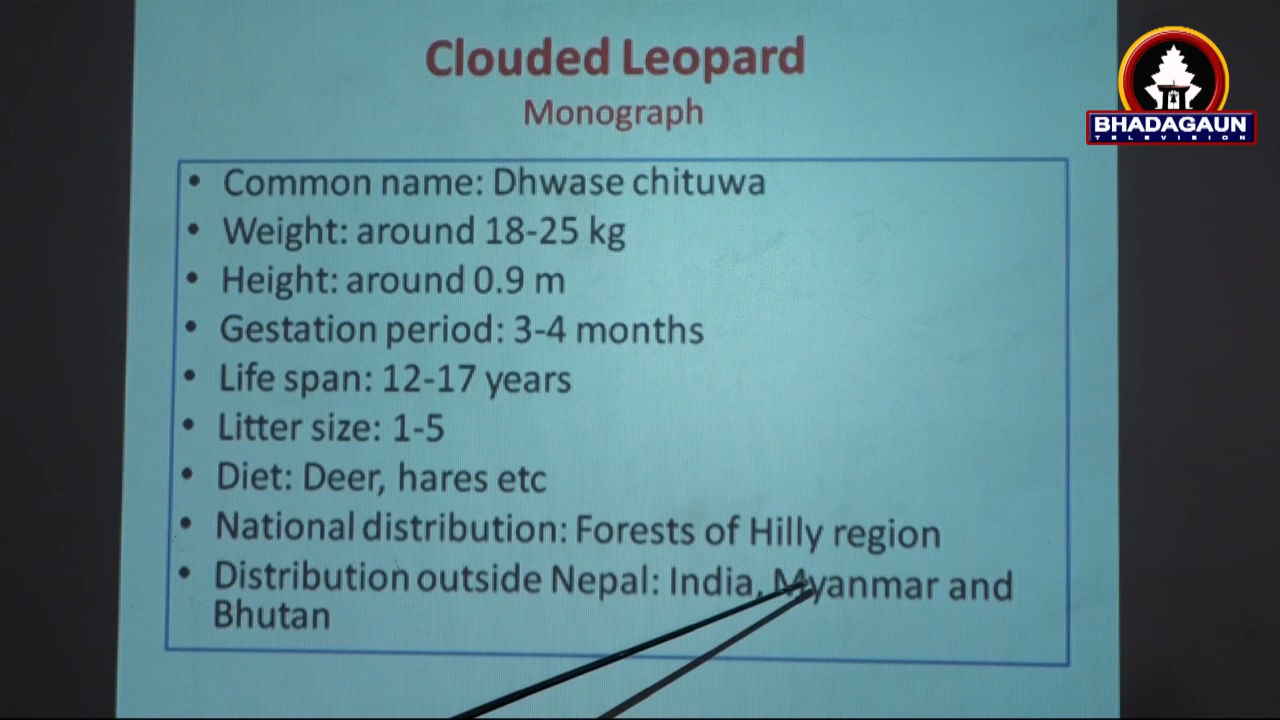 Clouded Leopard
Monograph
BHADAGAUN
TELEVISION
• Common name: Dhwase chituwa
• Weight: around 18-25 kg
• Height: around 0.9 m
• Gestation period: 3-4 months
• Life span: 12-17 years
• Litter size: 1-5
• Diet: Deer, hares etc
• National distribution: Forests of Hilly region
• Distribution outside Nepal: India, Myanmar and
Bhutan